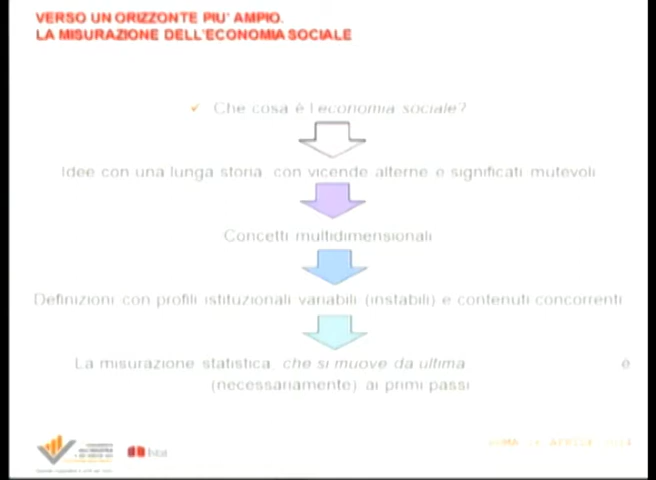 VERSO UN ORIZZONTE PIU' AMPIO.
LA MISURAZIONE DELL'ECONOMIA SOCIALE
Che cosa è l'economia sociale?
Idee con una lunga storia con vicende alterne e significati mutevoli
Concetti multidimensionali
Definizioni con profili istituzionali variabili (instabili) e contenuti concorrenti
La misurazione statistica che si muove da ultima è
(necessariamente) ai primi passi
Istat
APRILE